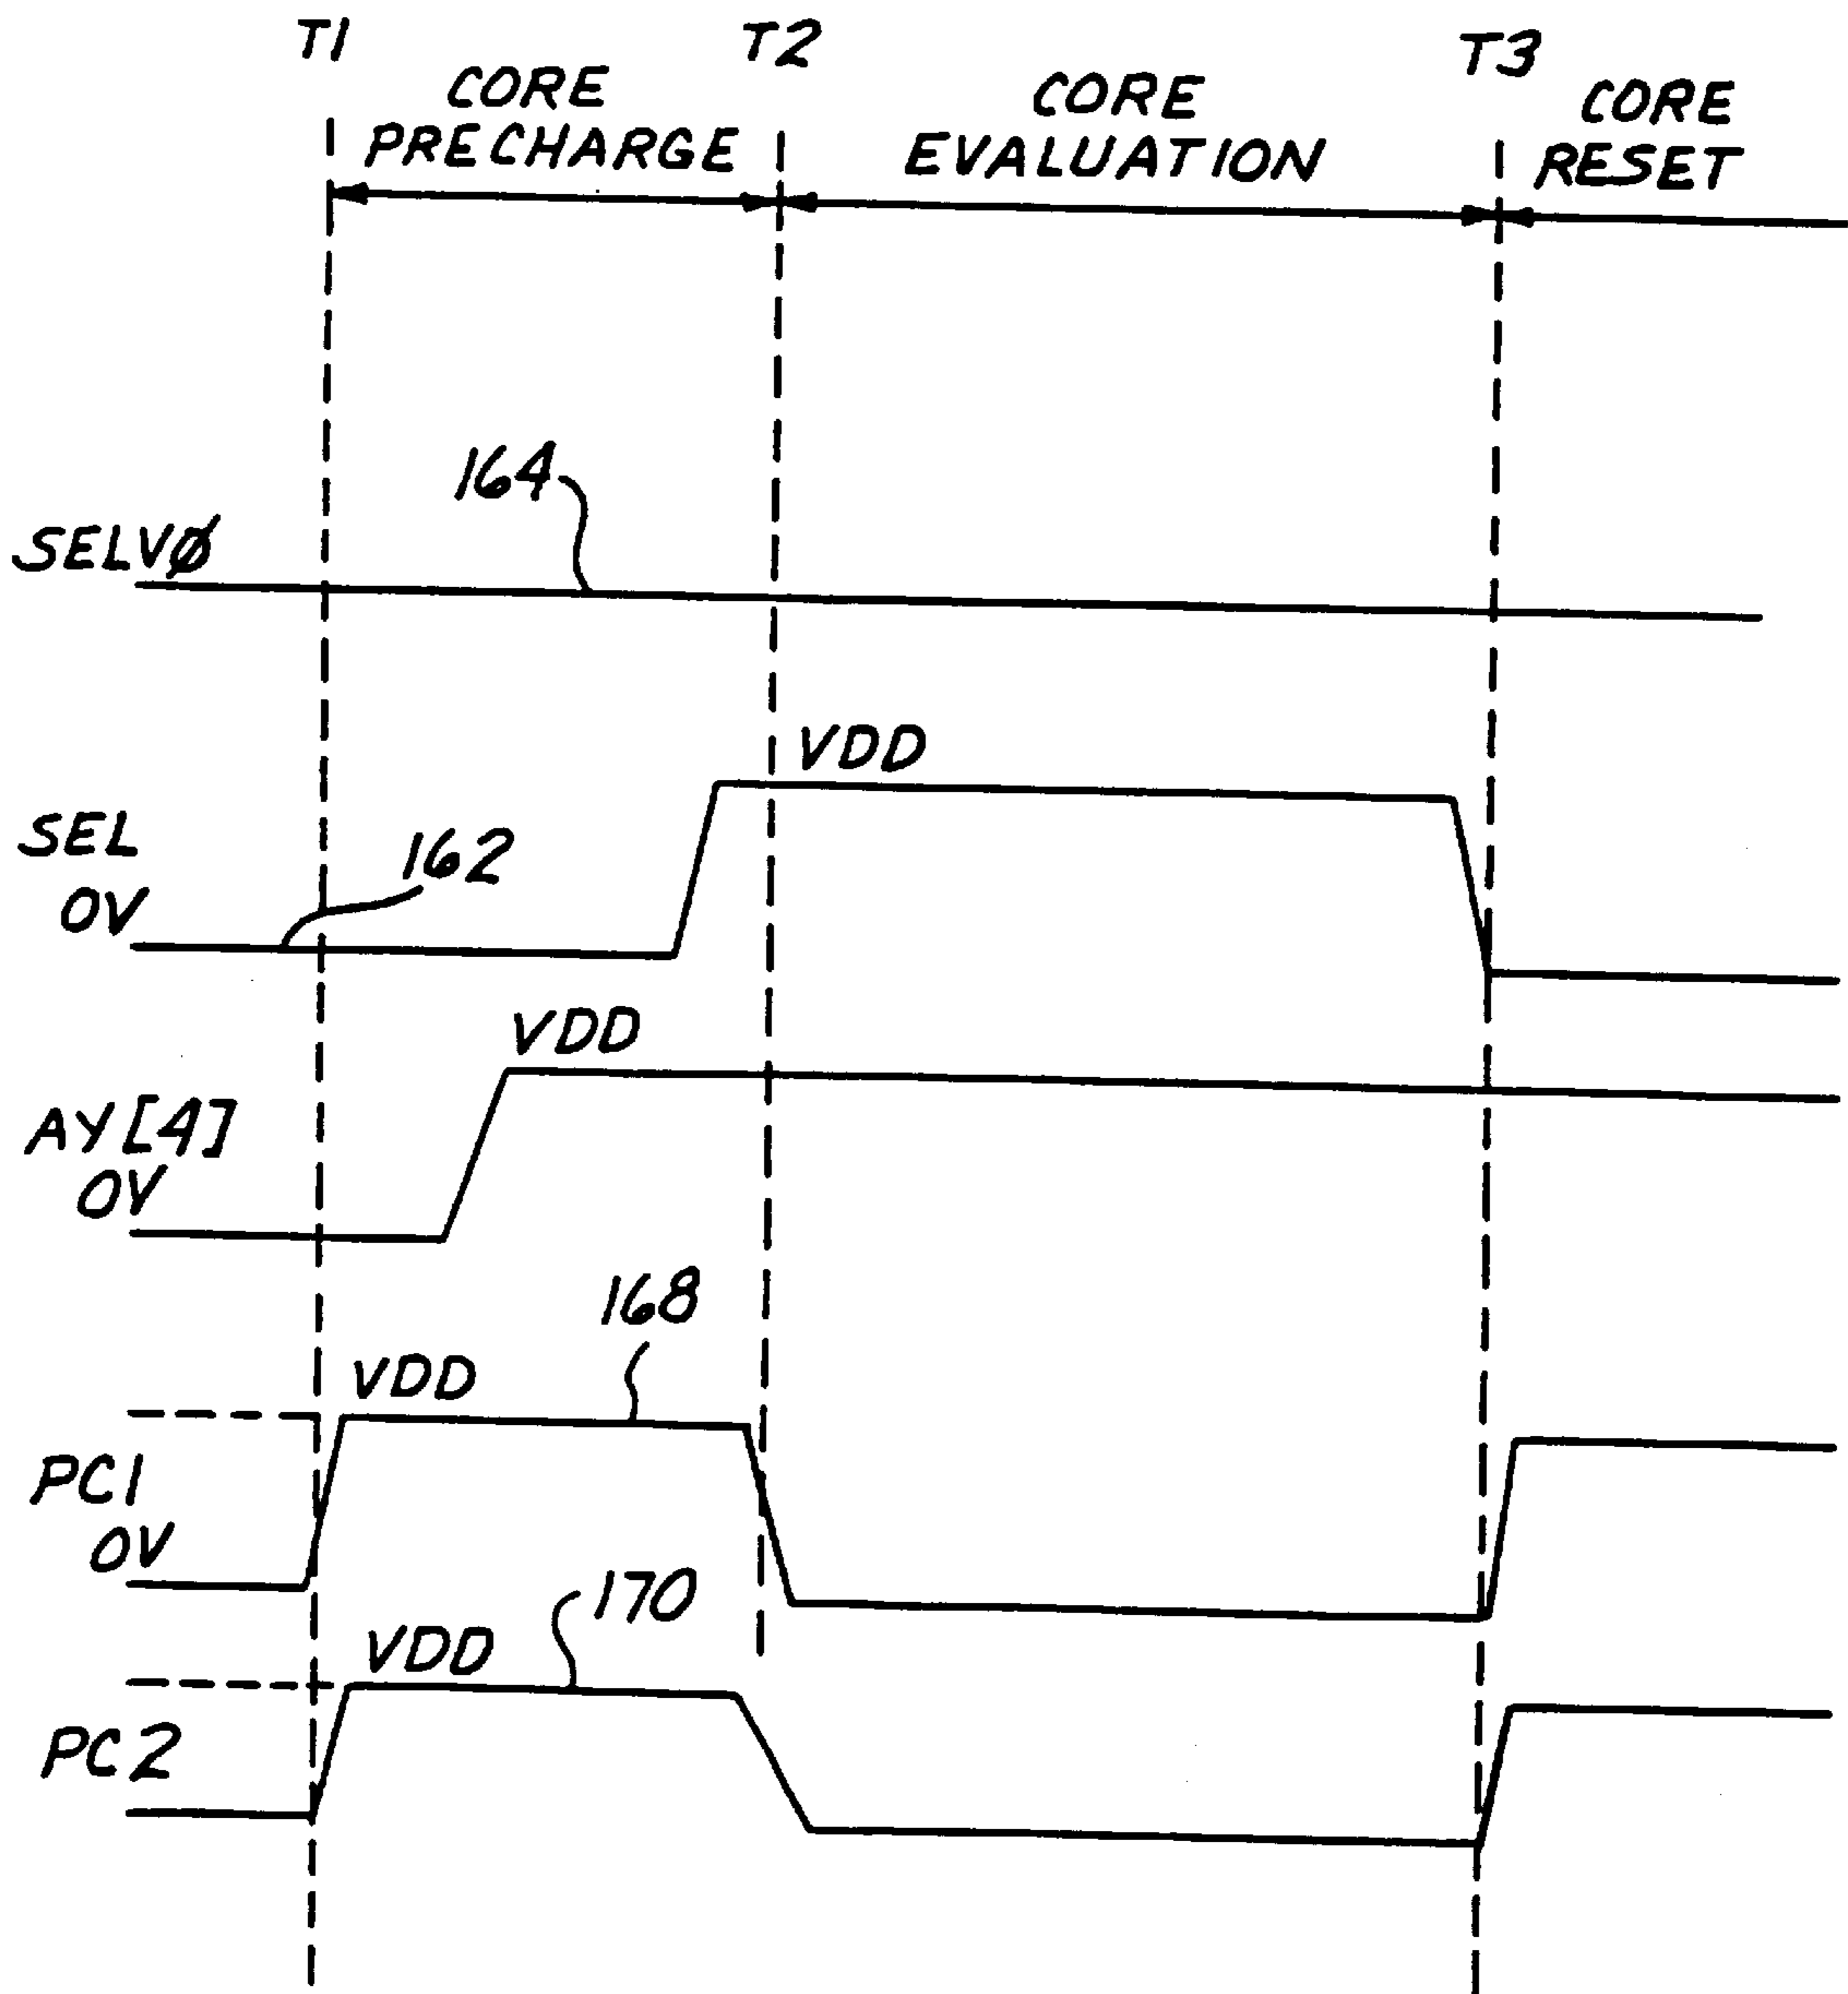 T1
CORE
PRECHARGE
T2
CORE
EVALUATION
T3
CORE
RESET
164
SELVØ
VDD
SEL
162
0V
VDD
AY[4]
0V
168
VDD
PC1
0V
170
VDD
PC2